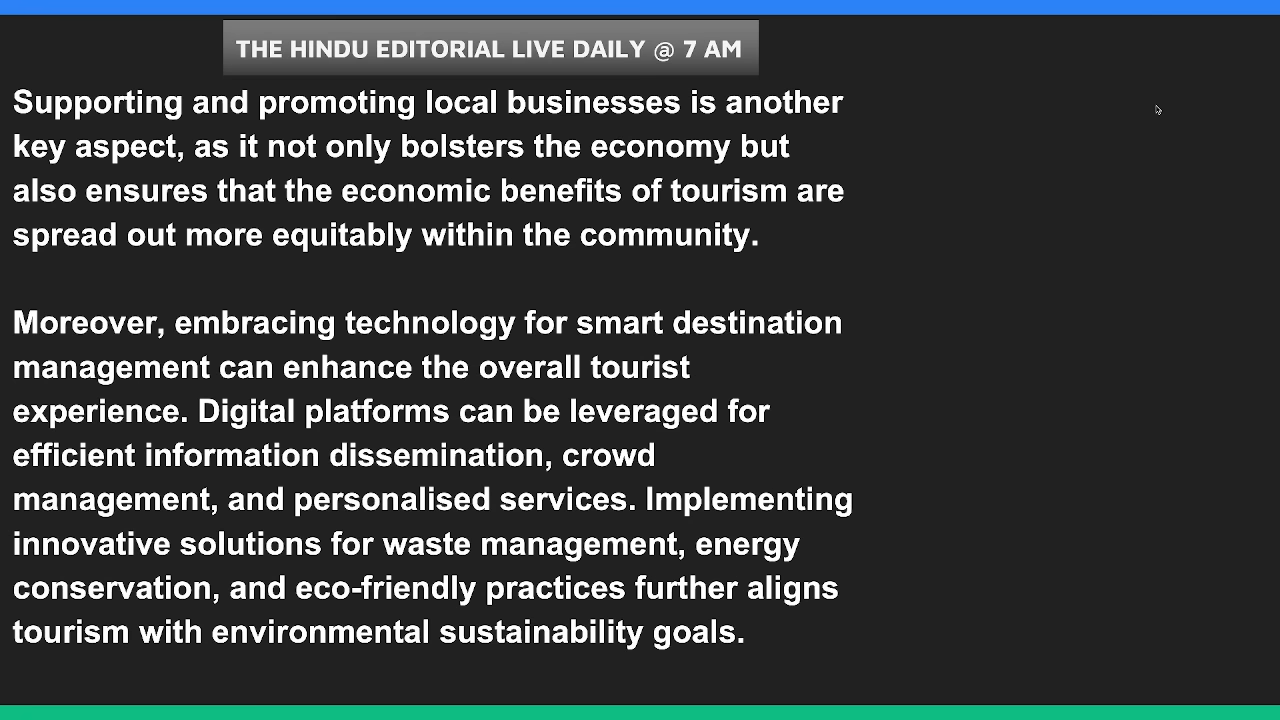 THE HINDU EDITORIAL LIVE DAILY @ 7 AM
Supporting and promoting local businesses is another
key aspect, as it not only bolsters the economy but
also ensures that the economic benefits of tourism are
spread out more equitably within the community.
Moreover, embracing technology for smart destination
management can enhance the overall tourist
experience. Digital platforms can be leveraged for
efficient information dissemination, crowd
management, and personalised services. Implementing
innovative solutions for waste management, energy
conservation, and eco-friendly practices further aligns
tourism with environmental sustainability goals.